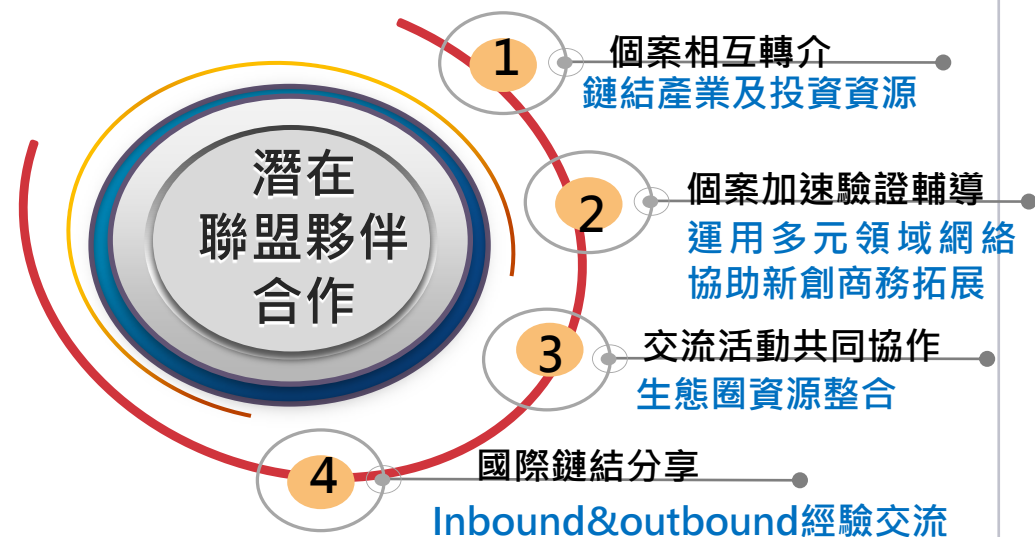 潛在
聯盟夥伴
合作
1
個案相互轉介
鏈結產業及投資資源
2
個案加速驗證輔導
運用多元領域網絡
協助新創商務拓展
3
交流活動共同協作
生態圈資源整合
4
國際鏈結分享
Inbound&outbound經驗交流